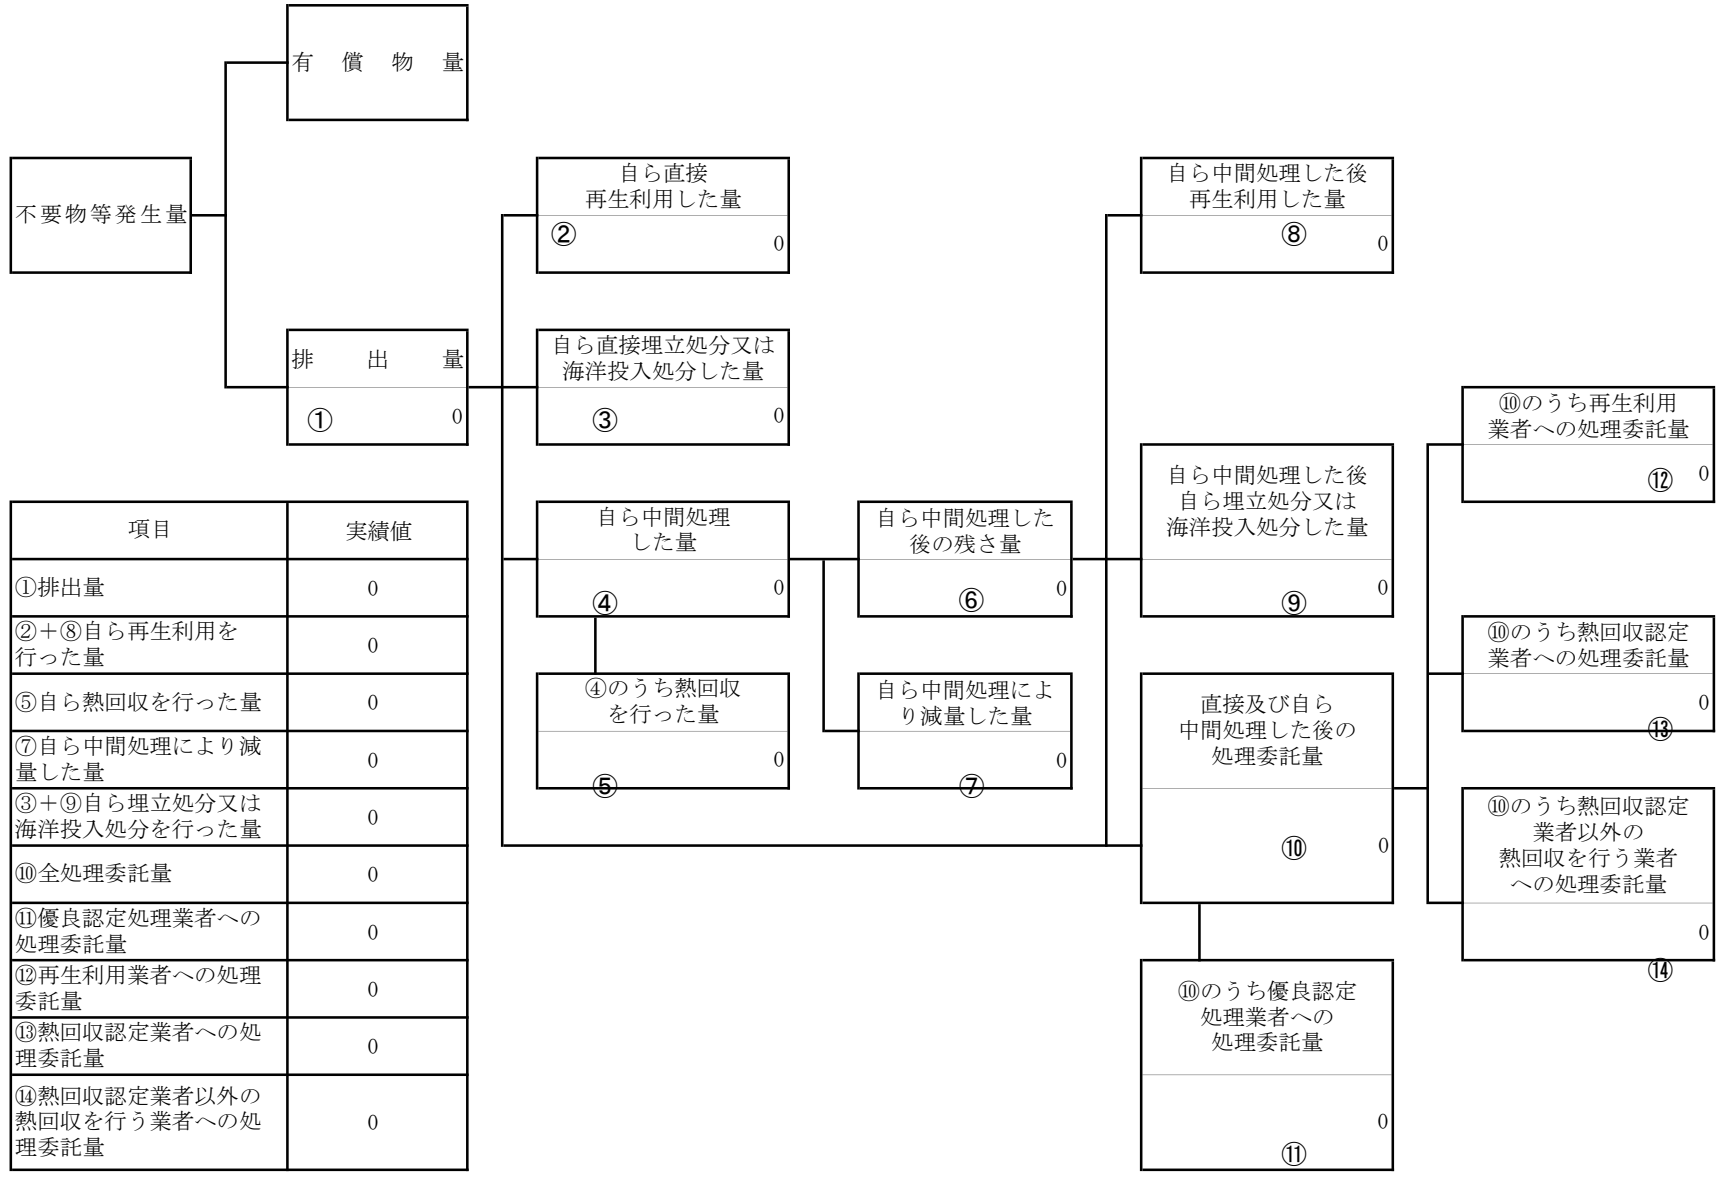 有償物量
不要物等発生量
排出量
① 0
自ら直接
再生利用した量
② 0
自ら直接埋立処分又は
海洋投入処分した量
③ 0
自ら中間処理
した量
④ 0
④のうち熱回収
を行った量
⑤ 0
自ら中間処理した
後の残さ量
⑥ 0
自ら中間処理によ
り減量した量
⑦ 0
自ら中間処理した後
再生利用した量
⑧ 0
自ら中間処理した後
自ら埋立処分又は
海洋投入処分した量
⑨ 0
直接及び自ら
中間処理した後の
処理委託量
⑩ 0
⑩のうち優良認定
処理業者への
処理委託量
⑪ 0
⑩のうち再生利用
業者への処理委託量
⑫ 0
⑩のうち熱回収認定
業者への処理委託量
⑬ 0
⑩のうち熱回収認定
業者以外の
熱回収を行う業者
への処理委託量
⑭ 0
項目 実績値
①排出量 0
②+⑧自ら再生利用を
行った量 0
⑤自ら熱回収を行った量 0
⑦自ら中間処理により減
量した量 0
③+⑨自ら埋立処分又は
海洋投入処分を行った量 0
⑩全処理委託量 0
⑪優良認定処理業者への
処理委託量 0
⑫再生利用業者への処理
委託量 0
⑬熱回収認定業者への処
理委託量 0
⑭熱回収認定業者以外の
熱回収を行う業者への処
理委託量 0